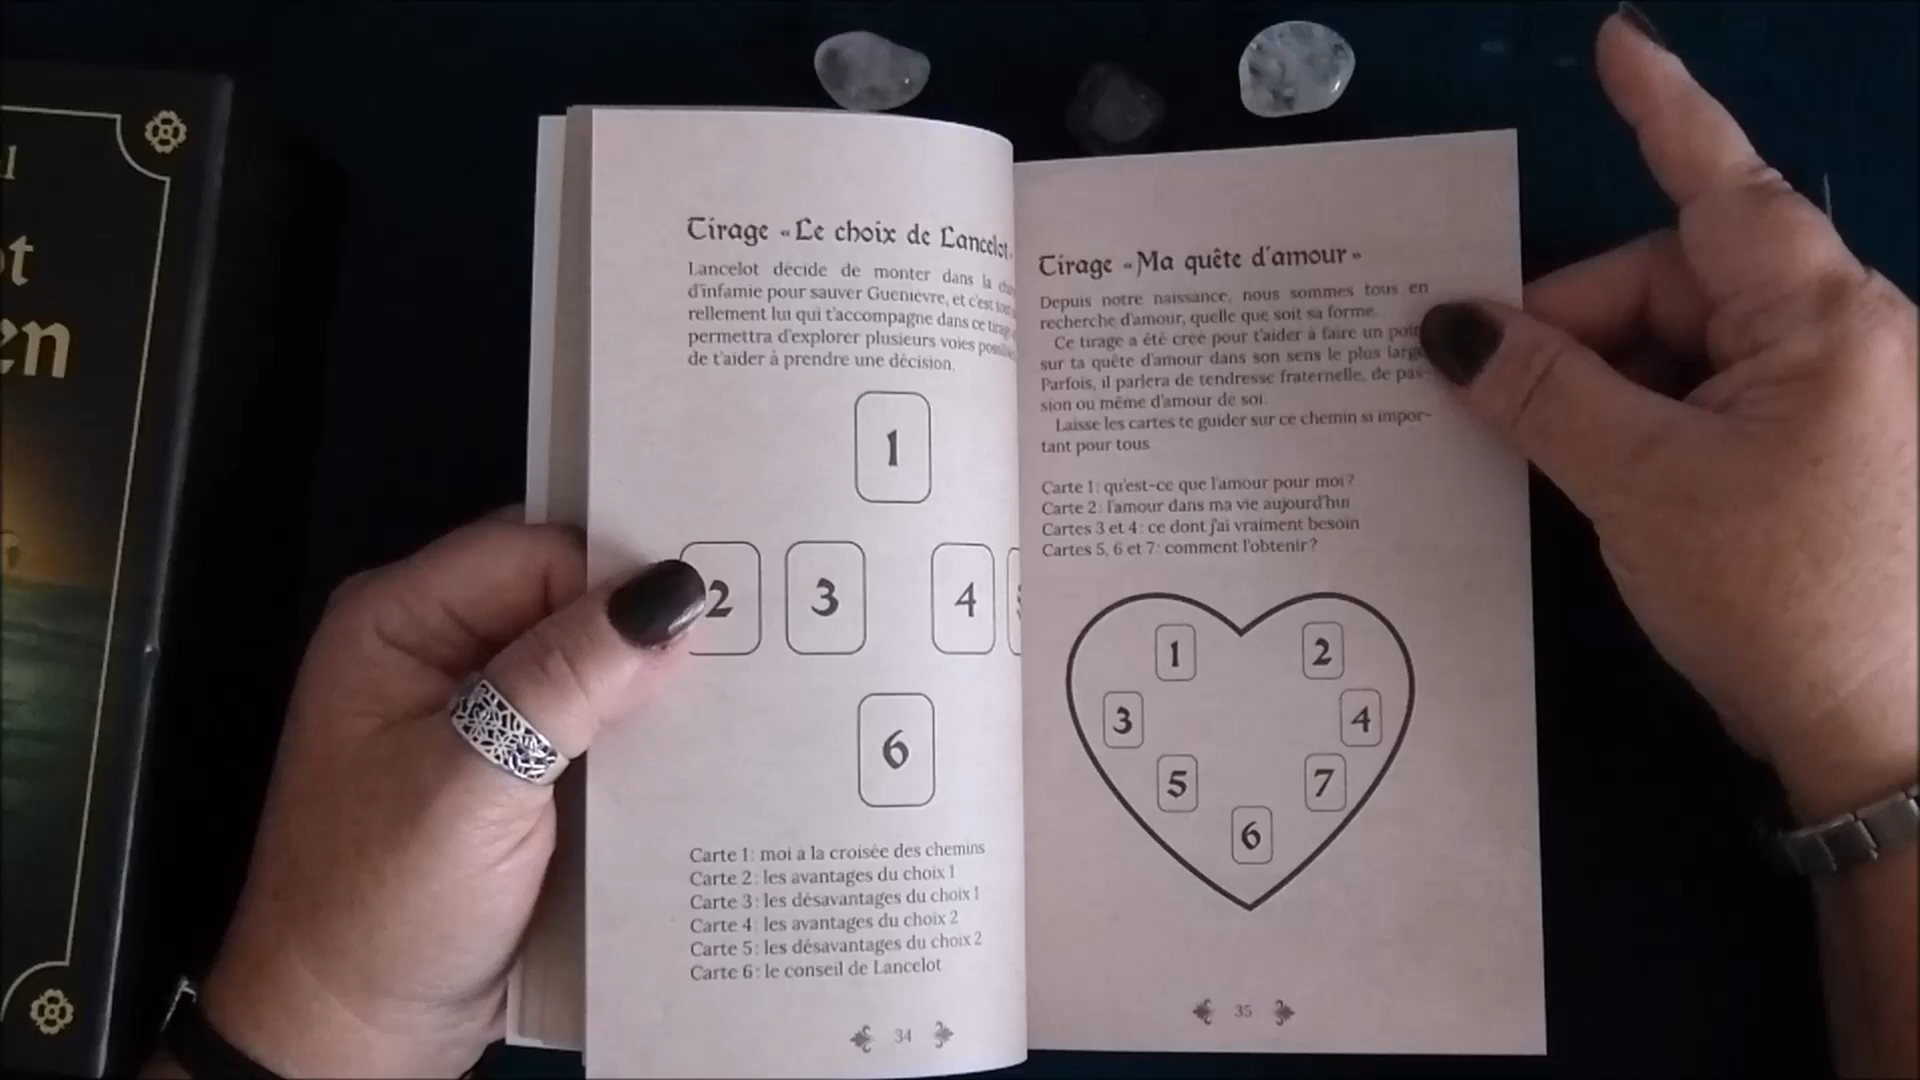 l
t
en
Tirage «Le choix de Lancelot
Lancelot décide de monter dans la
d'infamie pour sauver Guenièvre, et c'est
rellement lui qui t'accompagne dans ce
permettra d'explorer plusieurs voies
de t'aider à prendre une décision.
1
2 3 4
6
Carte 1 : moi à la croisée des chemins
Carte 2 : les avantages du choix 1
Carte 3 : les désavantages du choix 1
Carte 4 : les avantages du choix 2
Carte 5 : les désavantages du choix 2
Carte 6 : le conseil de Lancelot
34
Tirage «Ma quête d'amour»
Depuis notre naissance, nous sommes tous en
recherche d'amour, quelle que soit sa forme.
Ce tirage a été créé pour t'aider à faire un
sur ta quête d'amour dans son sens le plus
Parfois, il parlera de tendresse fraternelle, de pas-
sion ou même d'amour de soi.
Laisse les cartes te guider sur ce chemin si impor-
tant pour tous.
Carte 1 : qu'est-ce que l'amour pour moi ?
Carte 2 : l'amour dans ma vie aujourd'hui
Cartes 3 et 4 : ce dont j'ai vraiment besoin
Cartes 5, 6 et 7 : comment l'obtenir ?
1 2
3 4
5 7
6
35